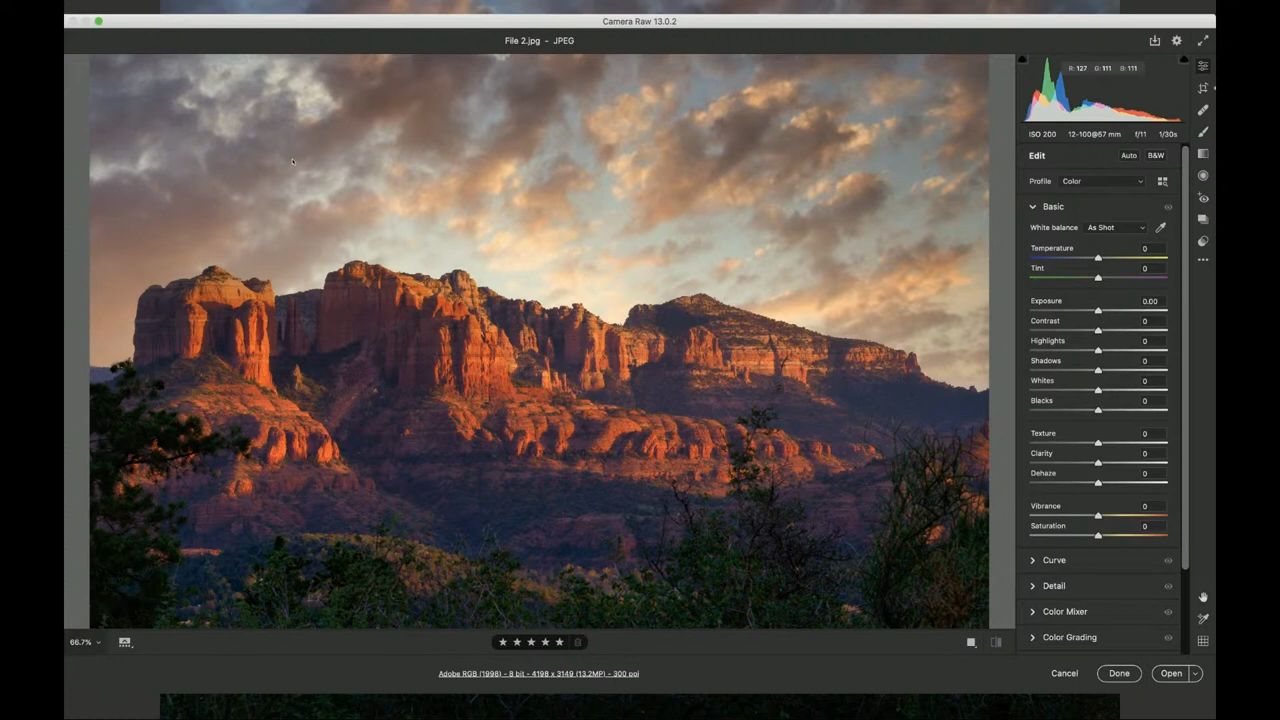 Camera Raw 13.0.2
File 2.jpg - JPEG
R: 127 G: 111 B: 111
ISO 200 12-100@57 mm f/11 1/30s
Edit Auto B&W
Profile Color
Basic
White balance As Shot
Temperature 0
Tint 0
Exposure 0.00
Contrast 0
Highlights 0
Shadows 0
Whites 0
Blacks 0
Texture 0
Clarity 0
Dehaze 0
Vibrance 0
Saturation 0
Curve
Detail
Color Mixer
Color Grading
66.7%
Adobe RGB (1998) - 8 bit - 4198 x 3149 (13.2MP) - 300 ppi
Cancel Done Open